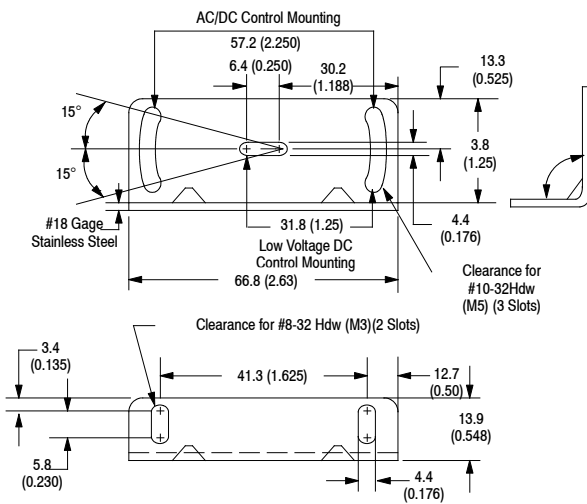 AC/DC Control Mounting
57.2 (2.250)
6.4 (0.250)
30.2
(1.188)
13.3
(0.525)
15°
15°
3.8
(1.25)
#18 Gage
Stainless Steel
31.8 (1.25)
Low Voltage DC
Control Mounting
4.4
(0.176)
66.8 (2.63)
Clearance for
#10-32Hdw
(M5) (3 Slots)
Clearance for #8-32 Hdw (M3)(2 Slots)
3.4
(0.135)
41.3 (1.625)
12.7
(0.50)
13.9
(0.548)
5.8
(0.230)
4.4
(0.176)